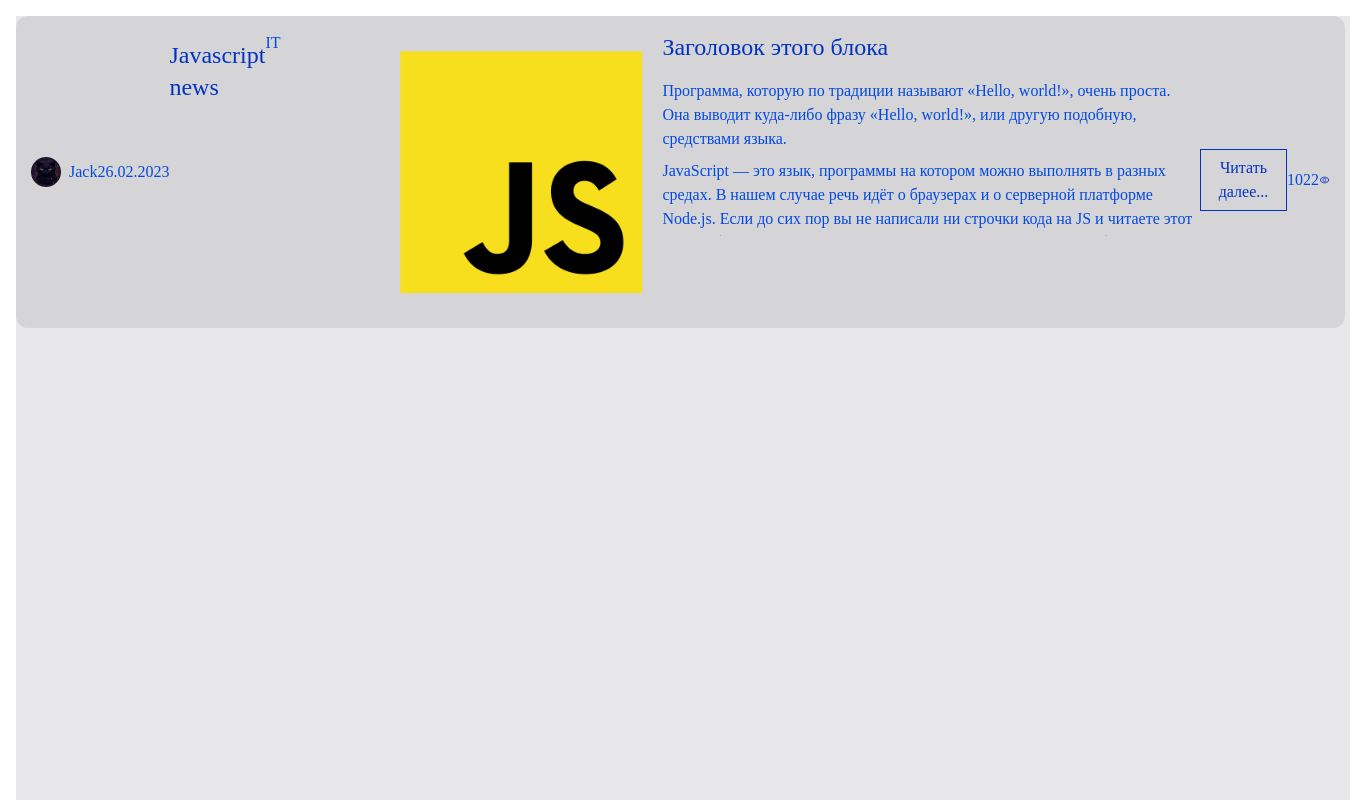 Jack26.02.2023
Javascript
IT
news
JS
Заголовок этого блока
Программа, которую по традиции называют «Hello, world!», очень проста.
Она выводит куда-либо фразу «Hello, world!», или другую подобную,
средствами языка.
JavaScript — это язык, программы на котором можно выполнять в разных
средах. В нашем случае речь идёт о браузерах и о серверной платформе
Node.js. Если до сих пор вы не написали ни строчки кода на JS и читаете этот
Читать
далее...
1022